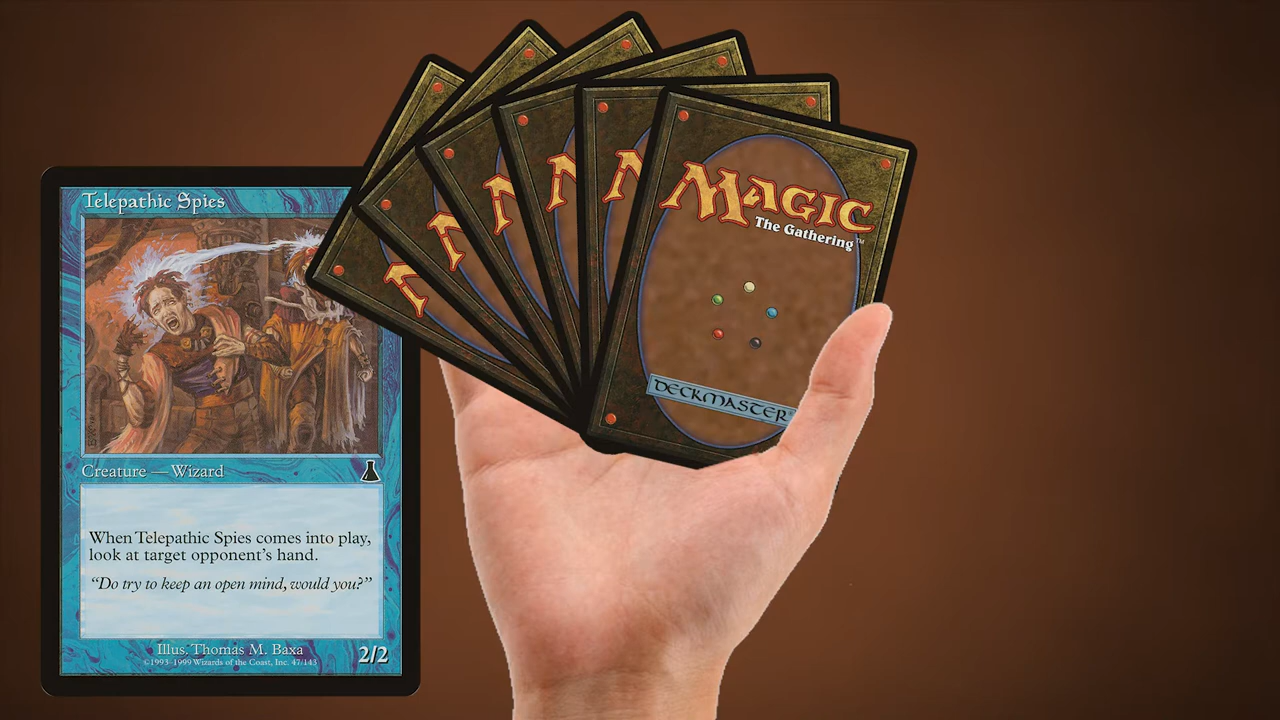 Telepathic Spies
Creature — Wizard
When Telepathic Spies comes into play,
look at target opponent's hand.
“Do try to keep an open mind, would you?”
Illus. Thomas M. Baxa
©1993-1999 Wizards of the Coast, Inc. 47/143
2/2
MAGIC
The Gathering™
DECKMASTER